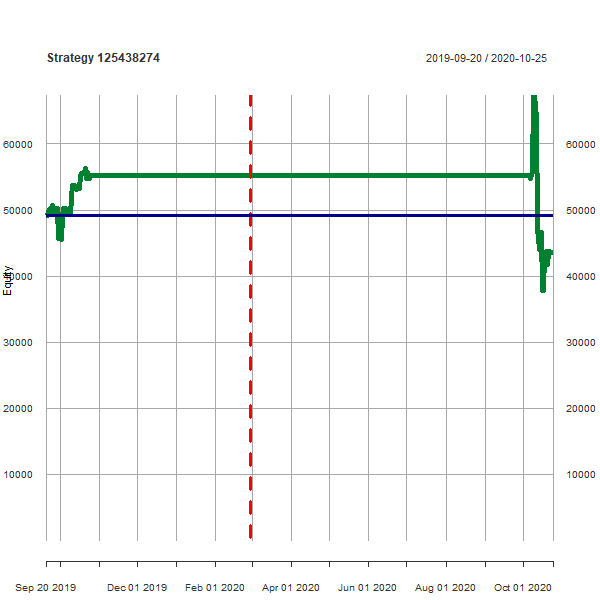 Strategy 125438274
2019-09-20 / 2020-10-25
60000
60000
50000
50000
Equity
40000
40000
30000
30000
20000
20000
10000
10000
Sep 20 2019
Dec 01 2019
Feb 01 2020
Apr 01 2020
Jun 01 2020
Aug 01 2020
Oct 01 2020